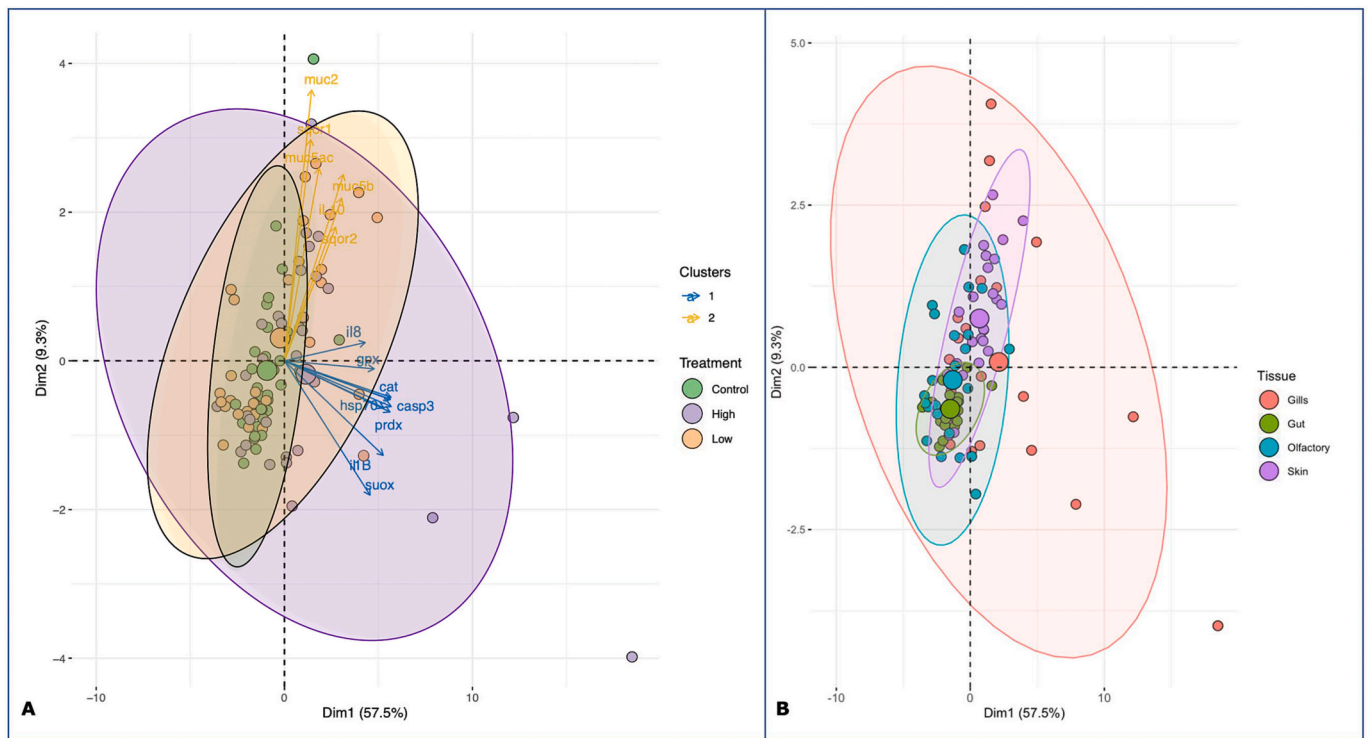 4
2
0
−2
−4
Dim2 (9.3%)
muc2
sqor1
muc5ac
muc5b
il10
sqor2
il8
gpx
cat
hsp70
casp3
prdx
il1B
suox
−10
0
10
Dim1 (57.5%)
A
Clusters
a 1
a 2
Treatment
Control
High
Low
5.0
2.5
0.0
-2.5
Dim2 (9.3%)
-10
0
10
Dim1 (57.5%)
B
Tissue
Gills
Gut
Olfactory
Skin